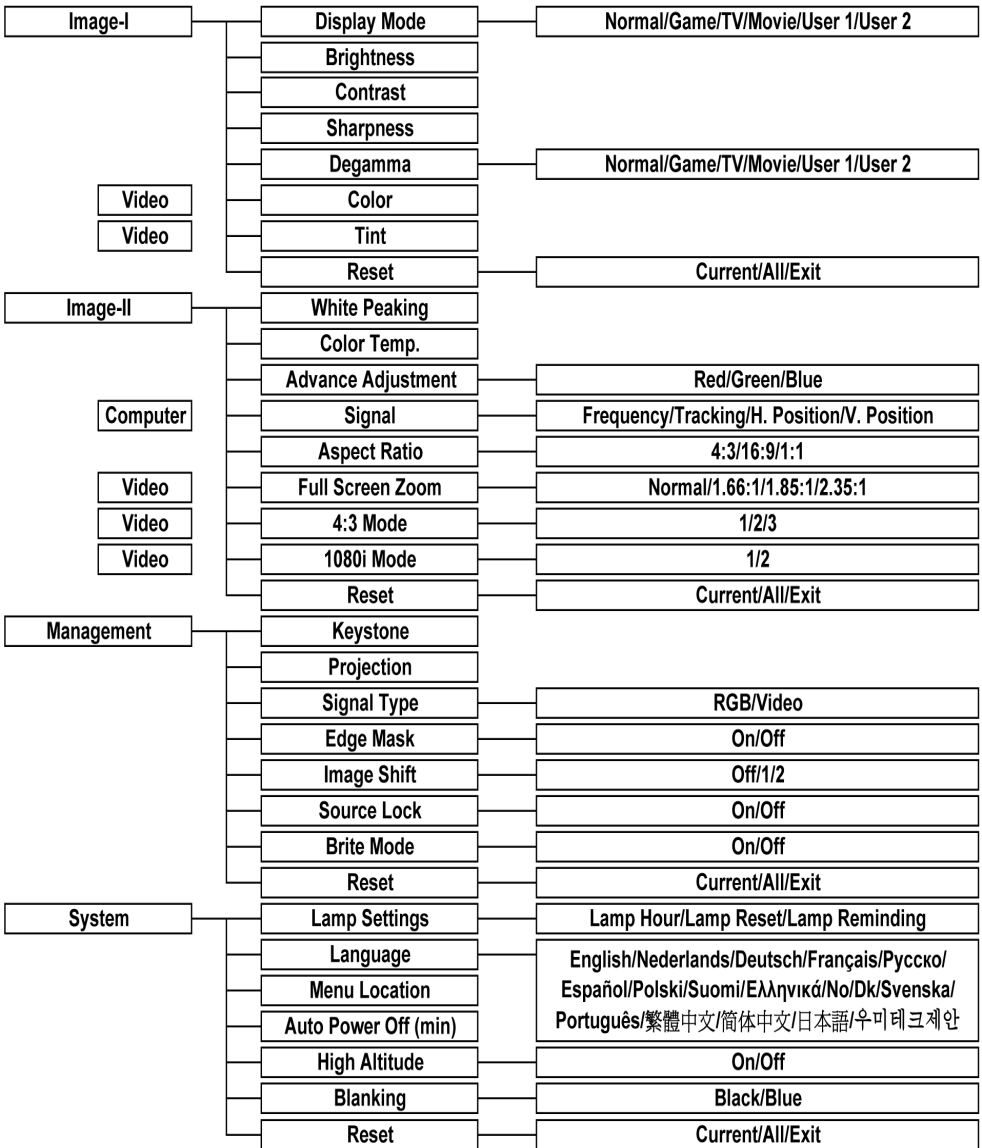 Image-I Display Mode Normal/Game/TV/Movie/User 1/User 2
Brightness
Contrast
Sharpness
Degamma Normal/Game/TV/Movie/User 1/User 2
Video Color
Video Tint
Reset Current/All/Exit
Image-II White Peaking
Color Temp.
Advance Adjustment Red/Green/Blue
Computer Signal Frequency/Tracking/H. Position/V. Position
Aspect Ratio 4:3/16:9/1:1
Video Full Screen Zoom Normal/1.66:1/1.85:1/2.35:1
Video 4:3 Mode 1/2/3
Video 1080i Mode 1/2
Reset Current/All/Exit
Management Keystone
Projection
Signal Type RGB/Video
Edge Mask On/Off
Image Shift Off/1/2
Source Lock On/Off
Brite Mode On/Off
Reset Current/All/Exit
System Lamp Settings Lamp Hour/Lamp Reset/Lamp Reminding
Language English/Nederlands/Deutsch/Français/Русско/
Menu Location Español/Polski/Suomi/Ελληνικά/No/Dk/Svenska/
Auto Power Off (min) Português/繁體中文/简体中文/日本語/우미테크제안
High Altitude On/Off
Blanking Black/Blue
Reset Current/All/Exit